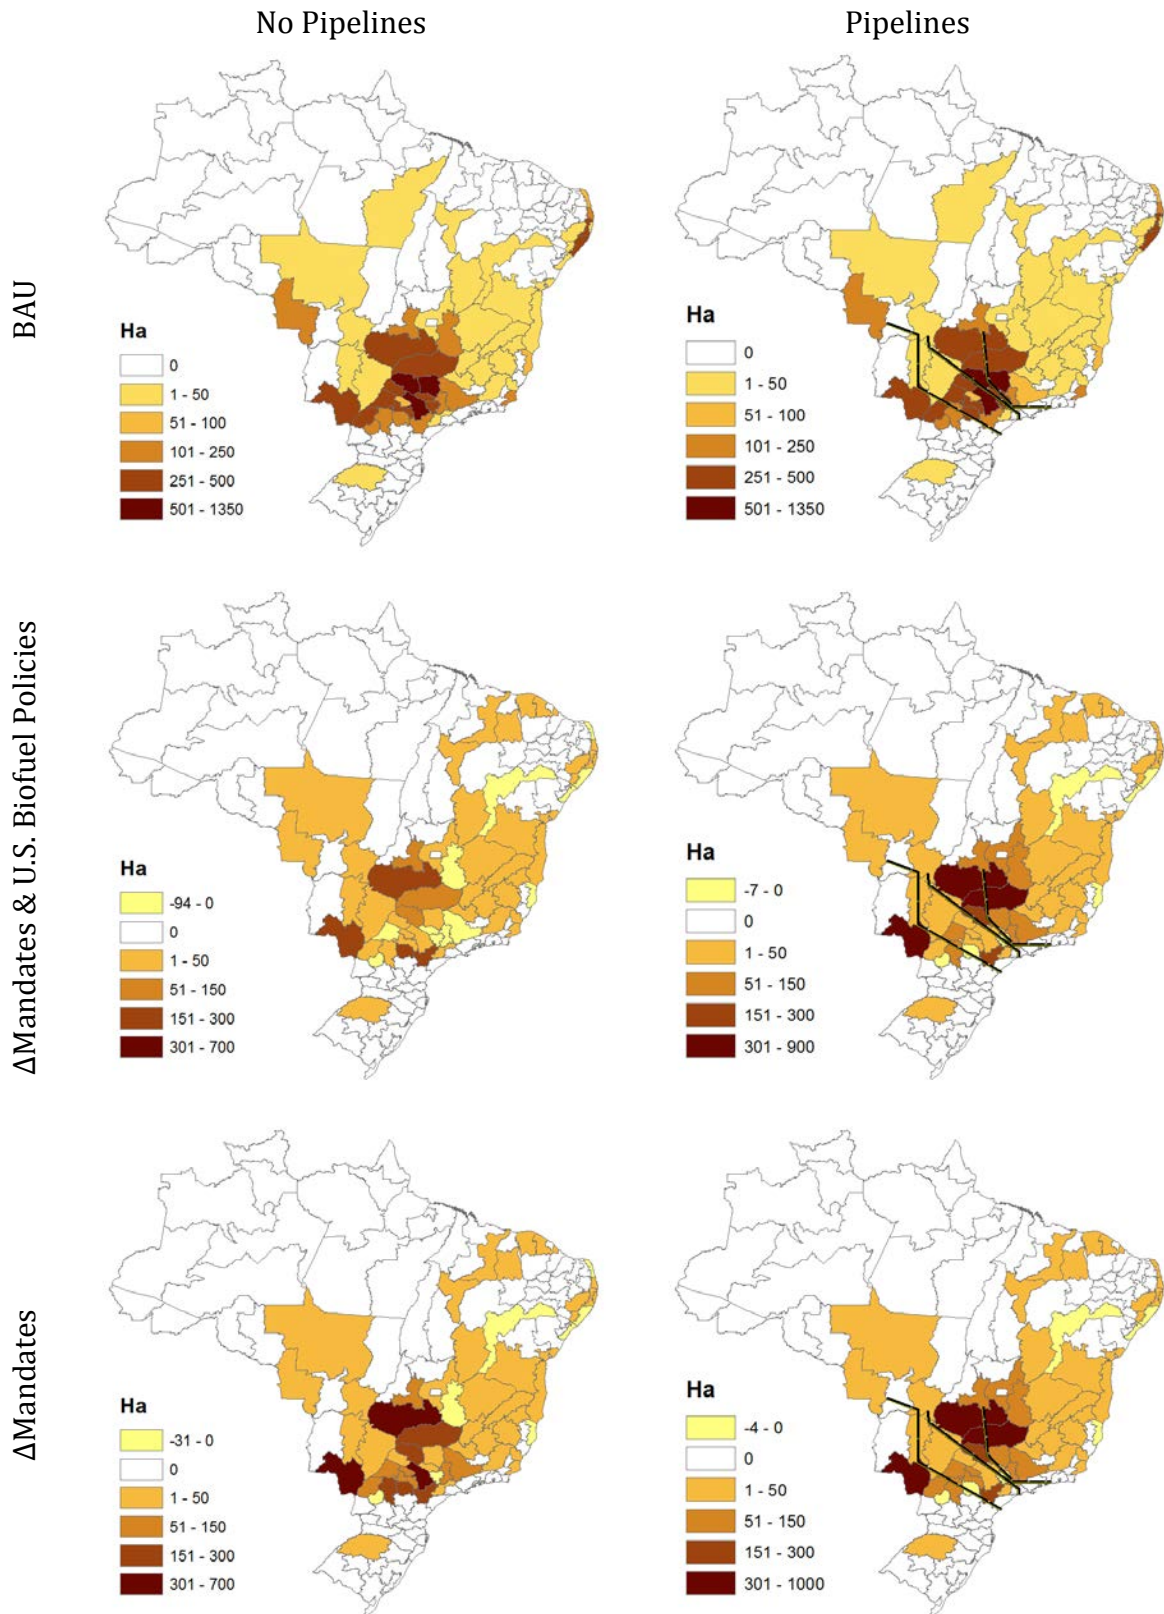 No Pipelines
Pipelines
BAU
Ha
0
1 - 50
51 - 100
101 - 250
251 - 500
501 - 1350
Ha
0
1 - 50
51 - 100
101 - 250
251 - 500
501 - 1350
ΔMandates & U.S. Biofuel Policies
Ha
-94 - 0
0
1 - 50
51 - 150
151 - 300
301 - 700
Ha
-7 - 0
0
1 - 50
51 - 150
151 - 300
301 - 900
ΔMandates
Ha
-31 - 0
0
1 - 50
51 - 150
151 - 300
301 - 700
Ha
-4 - 0
0
1 - 50
51 - 150
151 - 300
301 - 1000